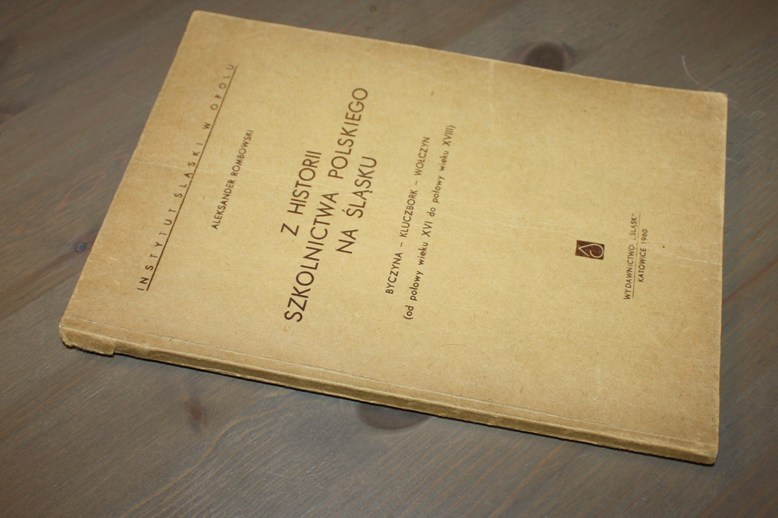 INSTYTUT ŚLĄSKI W OPOLU
ALEKSANDER ROMBOWSKI
Z HISTORII
SZKOLNICTWA POLSKIEGO
NA ŚLĄSKU
BYCZYNA – KLUCZBORK – WOŁCZYN
(od połowy wieku XVI do połowy wieku XVIII)
WYDAWNICTWO „ŚLĄSK"
KATOWICE 1960